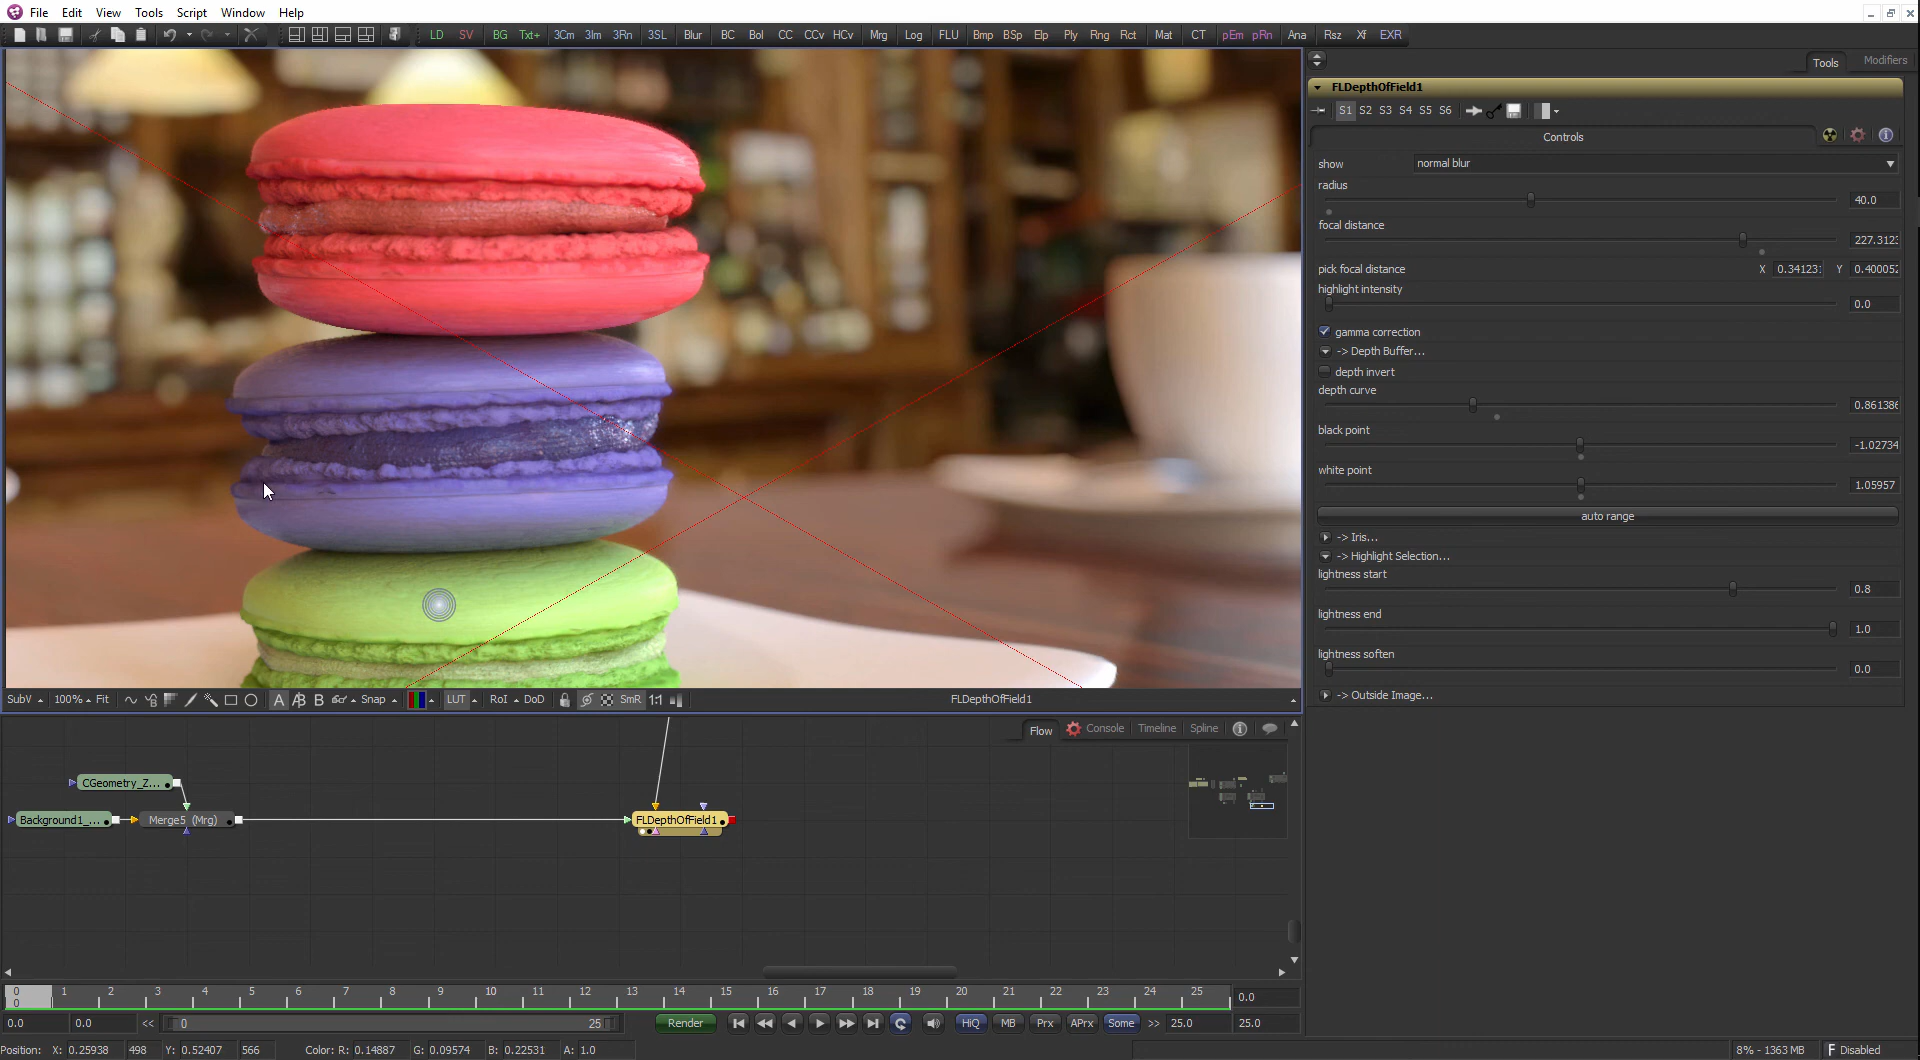 File Edit View Tools Script Window Help
LD SV BG Txt+ 3Cm 3Im 3Rn 3SL Blur BC Bol CC CCv HCv Mrg Log FLU Bmp BSp Elp Ply Rng Rct Mat CT pEm pRn Ana Rsz Xf EXR
Tools Modifiers
FLDepthOfField1
S1 S2 S3 S4 S5 S6
Controls
show normal blur
radius
40.0
focal distance
227.3123
pick focal distance X 0.34123 Y 0.400052
highlight intensity
0.0
gamma correction
-> Depth Buffer...
depth invert
depth curve
0.861386
black point
-1.02734
white point
1.05957
auto range
-> Iris...
-> Highlight Selection...
lightness start
0.8
lightness end
1.0
lightness soften
0.0
-> Outside Image...
SubV 100% Fit A B B Snap LUT RoI DoD SmR 1:1 FLDepthOfField1
Flow Console Timeline Spline
CGeometry_Z...
Background1_... Merge5 (Mrg) FLDepthOfField1
0 1 2 3 4 5 6 7 8 9 10 11 12 13 14 15 16 17 18 19 20 21 22 23 24 25
0 0.0
0.0 0.0 << 0 25 Render HiQ MB Prx APrx Some >> 25.0 25.0
Position: X: 0.25938 498 Y: 0.52407 566 Color: R: 0.14887 G: 0.09574 B: 0.22531 A: 1.0 8% - 1363 MB F Disabled